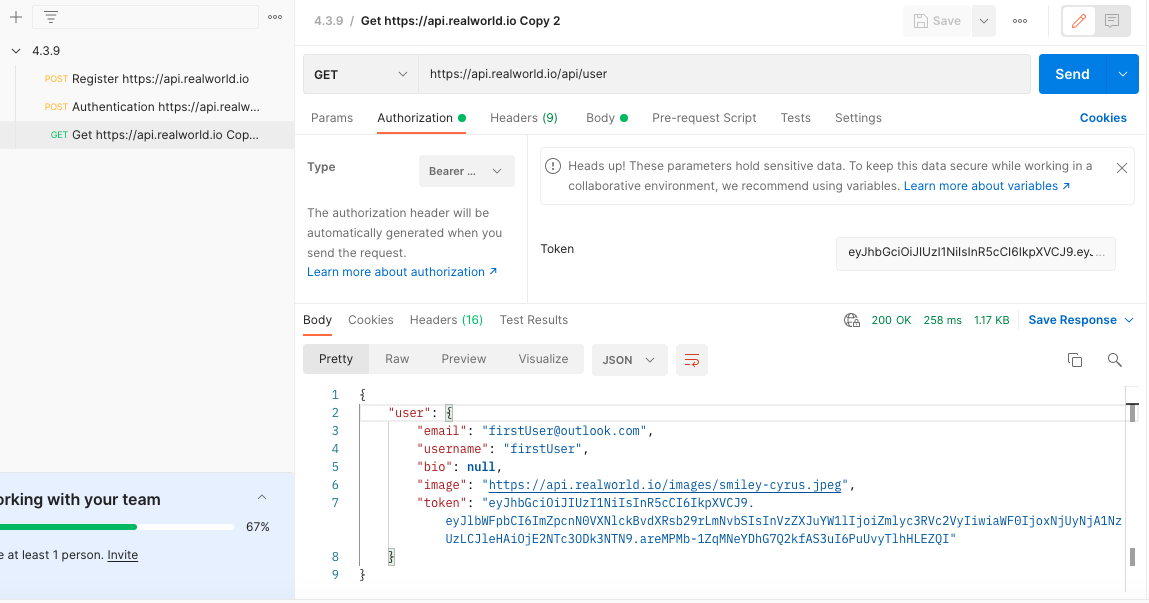 4.3.9 / Get https://api.realworld.io Copy 2
Save
4.3.9
POST Register https://api.realworld.io
POST Authentication https://api.realw...
GET Get https://api.realworld.io Cop...
GET https://api.realworld.io/api/user Send
Params Authorization Headers (9) Body Pre-request Script Tests Settings Cookies
Type Bearer ...
The authorization header will be
automatically generated when you
send the request.
Learn more about authorization ↗
Heads up! These parameters hold sensitive data. To keep this data secure while working in a
collaborative environment, we recommend using variables. Learn more about variables ↗
Token eyJhbGciOiJIUzI1NiIsInR5cCI6IkpXVCJ9.ey...
Body Cookies Headers (16) Test Results 200 OK 258 ms 1.17 KB Save Response
Pretty Raw Preview Visualize JSON
1 {
2 "user": {
3 "email": "firstUser@outlook.com",
4 "username": "firstUser",
5 "bio": null,
6 "image": "https://api.realworld.io/images/smiley-cyrus.jpeg",
7 "token": "eyJhbGciOiJIUzI1NiIsInR5cCI6IkpXVCJ9.
eyJlbWFpbCI6ImZpcnN0VXNlckBvdXRsb29rLmNvbSIsInVzZXJuYW1lIjoiZmlyc3RVc2VyIiwiaWF0IjoxNjUyNjA1Nz
UzLCJleHAiOjE2NTc3ODk3NTN9.areMPMb-1ZqMNeYDhG7Q2kfAS3uI6PuUvyTlhHLEZQI"
8 }
9 }
orking with your team
67%
e at least 1 person. Invite